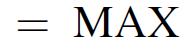 = MAX